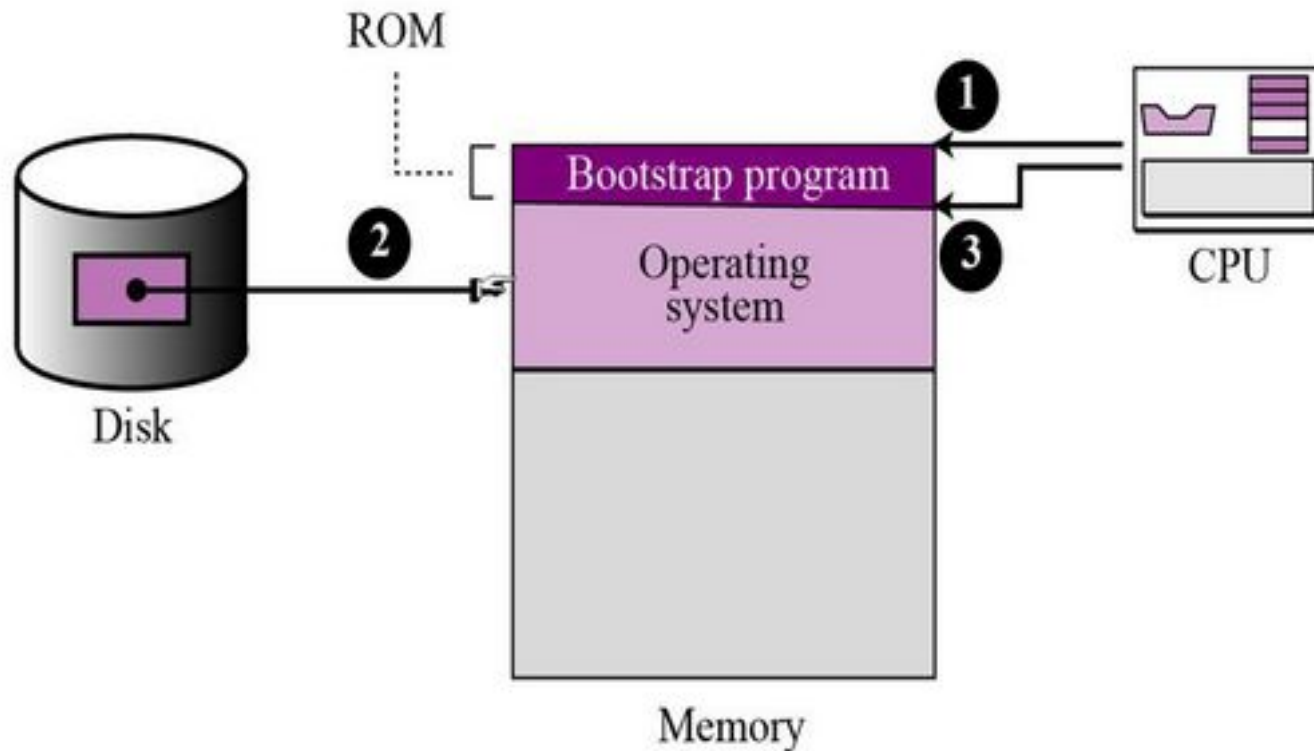 ROM
1
Bootstrap program
2
Operating
system
3
CPU
Disk
Memory